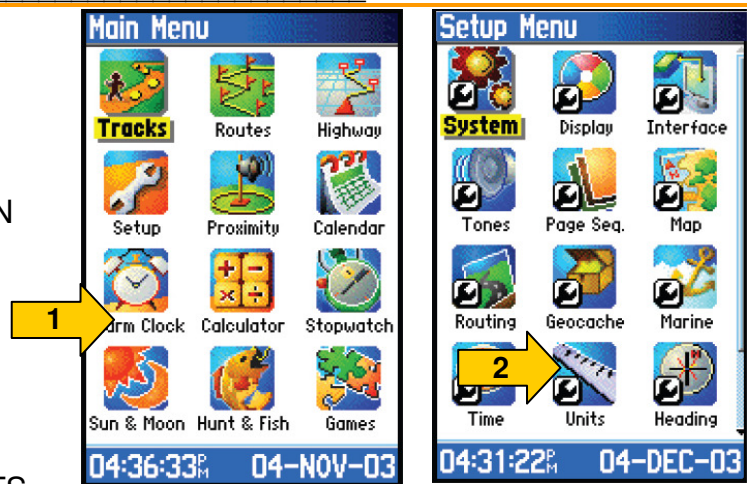 Main Menu
Tracks Routes Highway
Setup Proximity Calendar
1
Clock Calculator Stopwatch
Sun & Moon Hunt & Fish Games
04:36:33PM 04-NOV-03
Setup Menu
System Display Interface
Tones Page Seq. Map
Routing Geocache Marine
2
Time Units Heading
04:31:22PM 04-DEC-03
N